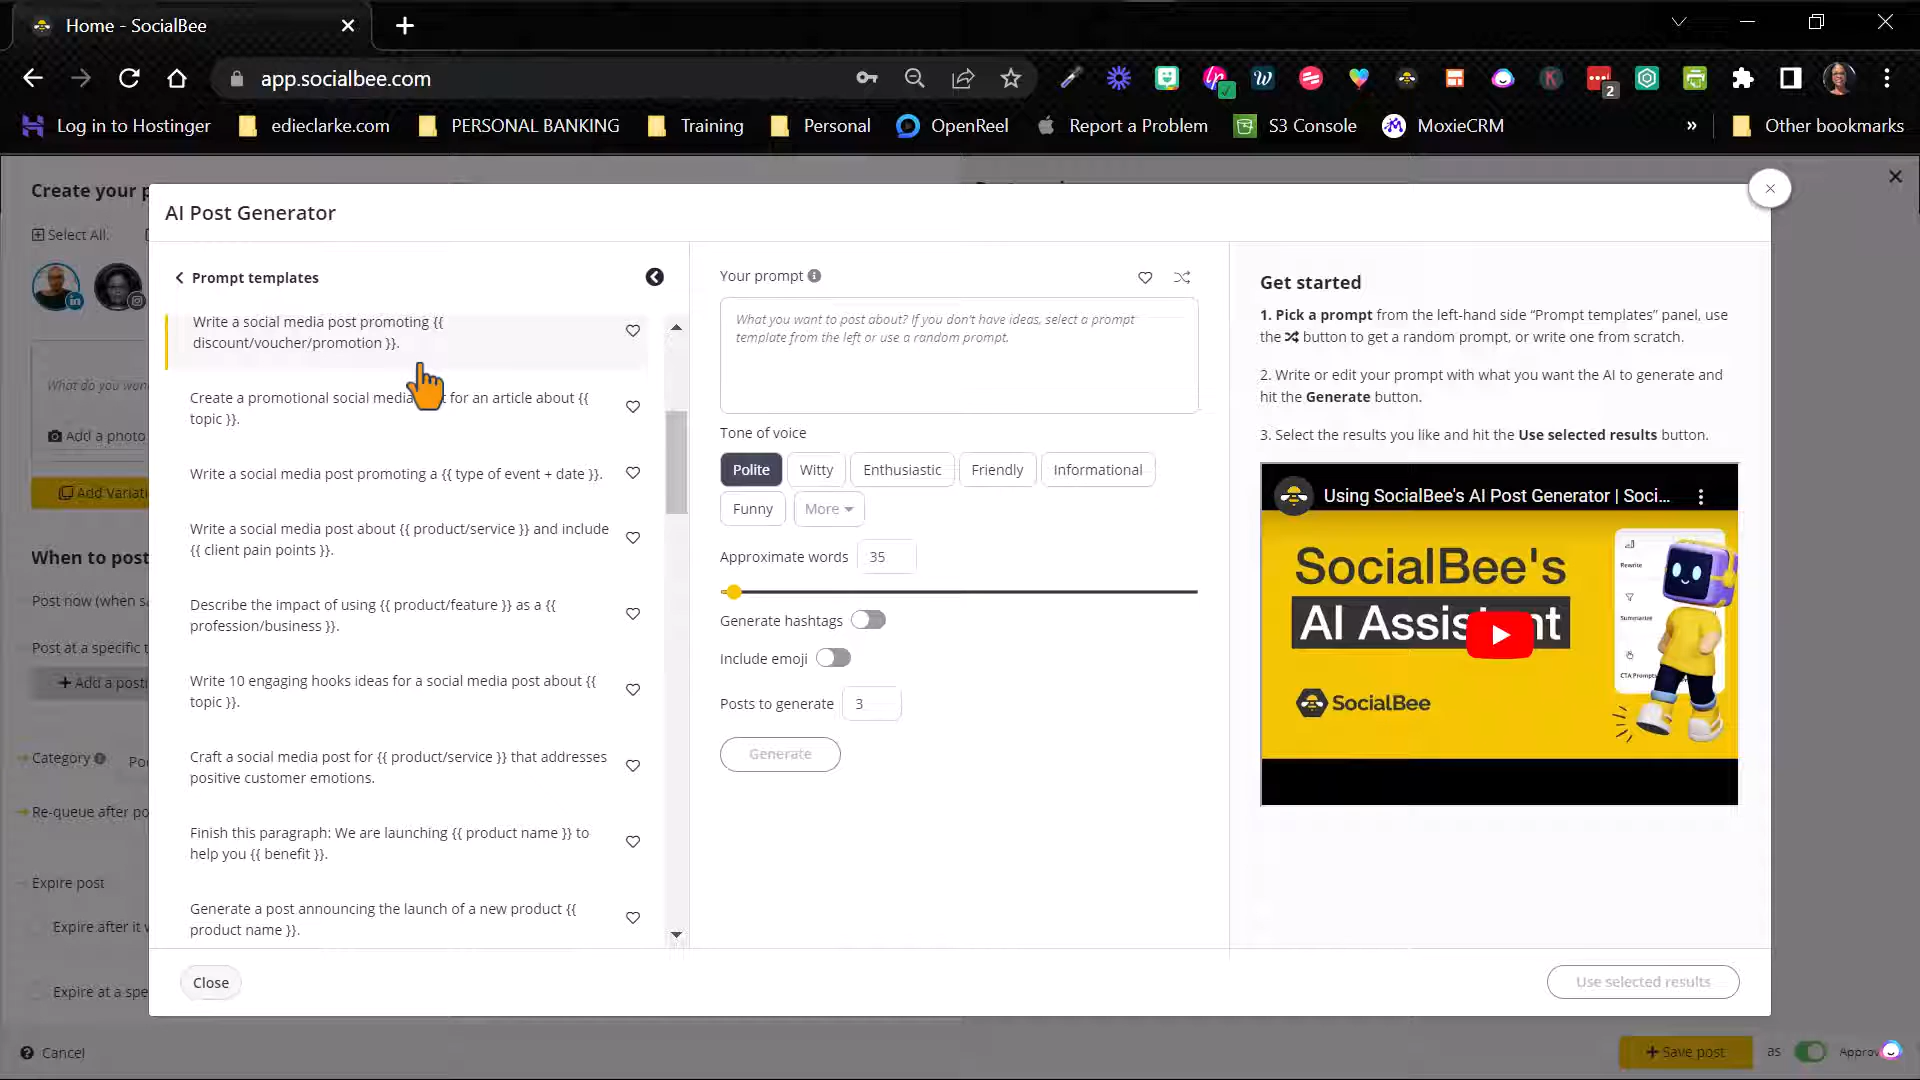 Home - SocialBee
app.socialbee.com
2
Log in to Hostinger
edieclarke.com
PERSONAL BANKING
Training
Personal
OpenReel
Report a Problem
S3 Console
MoxieCRM
»
Other bookmarks
Create your p
Select All.
What do you wan
Add a photo
Add Variati
When to post
Post now (when sa
Post at a specific t
+ Add a posti
Category
Po
Re-queue after po
Expire post
Expire after it v
Expire at a spe
Cancel
AI Post Generator
Prompt templates
Write a social media post promoting {{
discount/voucher/promotion }}.
Create a promotional social media for an article about {{
topic }}.
Write a social media post promoting a {{ type of event + date }}.
Write a social media post about {{ product/service }} and include
{{ client pain points }}.
Describe the impact of using {{ product/feature }} as a {{
profession/business }}.
Write 10 engaging hooks ideas for a social media post about {{
topic }}.
Craft a social media post for {{ product/service }} that addresses
positive customer emotions.
Finish this paragraph: We are launching {{ product name }} to
help you {{ benefit }}.
Generate a post announcing the launch of a new product {{
product name }}.
Close
Your prompt
What you want to post about? If you don't have ideas, select a prompt
template from the left or use a random prompt.
Tone of voice
Polite
Witty
Enthusiastic
Friendly
Informational
Funny
More
Approximate words 35
Generate hashtags
Include emoji
Posts to generate 3
Generate
Get started
1. Pick a prompt from the left-hand side “Prompt templates” panel, use
the button to get a random prompt, or write one from scratch.
2. Write or edit your prompt with what you want the AI to generate and
hit the Generate button.
3. Select the results you like and hit the Use selected results button.
Using SocialBee's AI Post Generator | Soci...
SocialBee's
AI Assis nt
SocialBee
Rewrite
Summarize
CTA Prompt
Use selected results
+ Save post
as
Approv